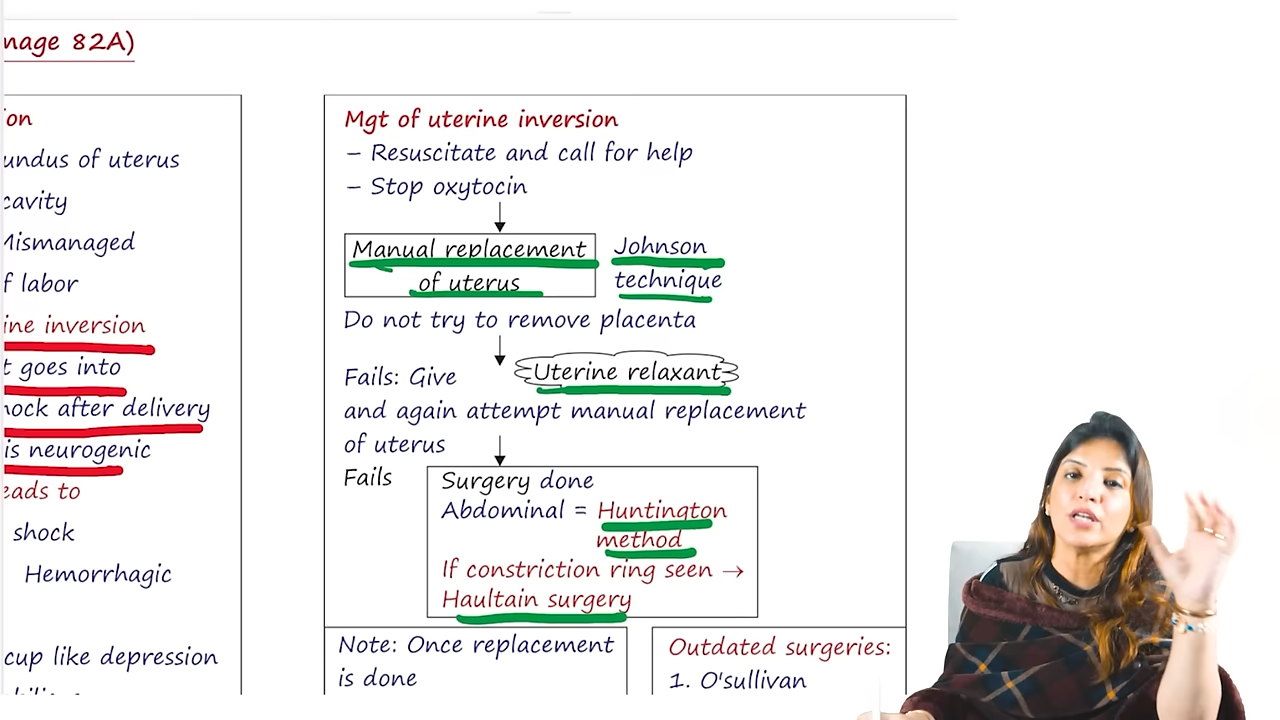 nage 82A)
ion
undus of uterus
cavity
Mismanaged
f labor
ine inversion
t goes into
hock after delivery
is neurogenic
eads to
shock
Hemorrhagic
cup like depression
Mgt of uterine inversion
– Resuscitate and call for help
– Stop oxytocin
Manual replacement
of uterus
Johnson
technique
Do not try to remove placenta
Fails: Give
Uterine relaxant
and again attempt manual replacement
of uterus
Fails
Surgery done
Abdominal = Huntington
method
If constriction ring seen →
Haultain surgery
Note: Once replacement
is done
Outdated surgeries:
1. O'sullivan